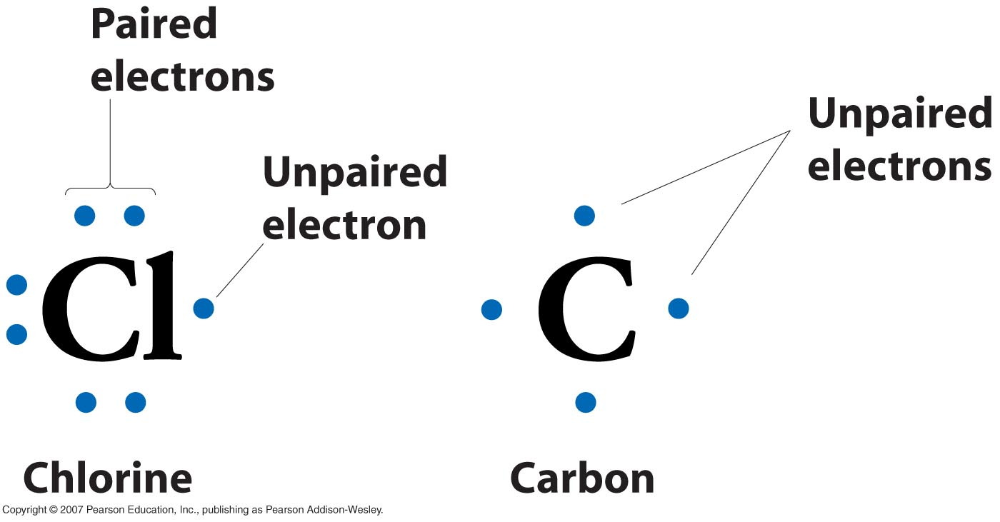 Paired
electrons
Unpaired
electron
Unpaired
electrons
Cl
C
Chlorine
Carbon
Copyright © 2007 Pearson Education, Inc., publishing as Pearson Addison-Wesley.